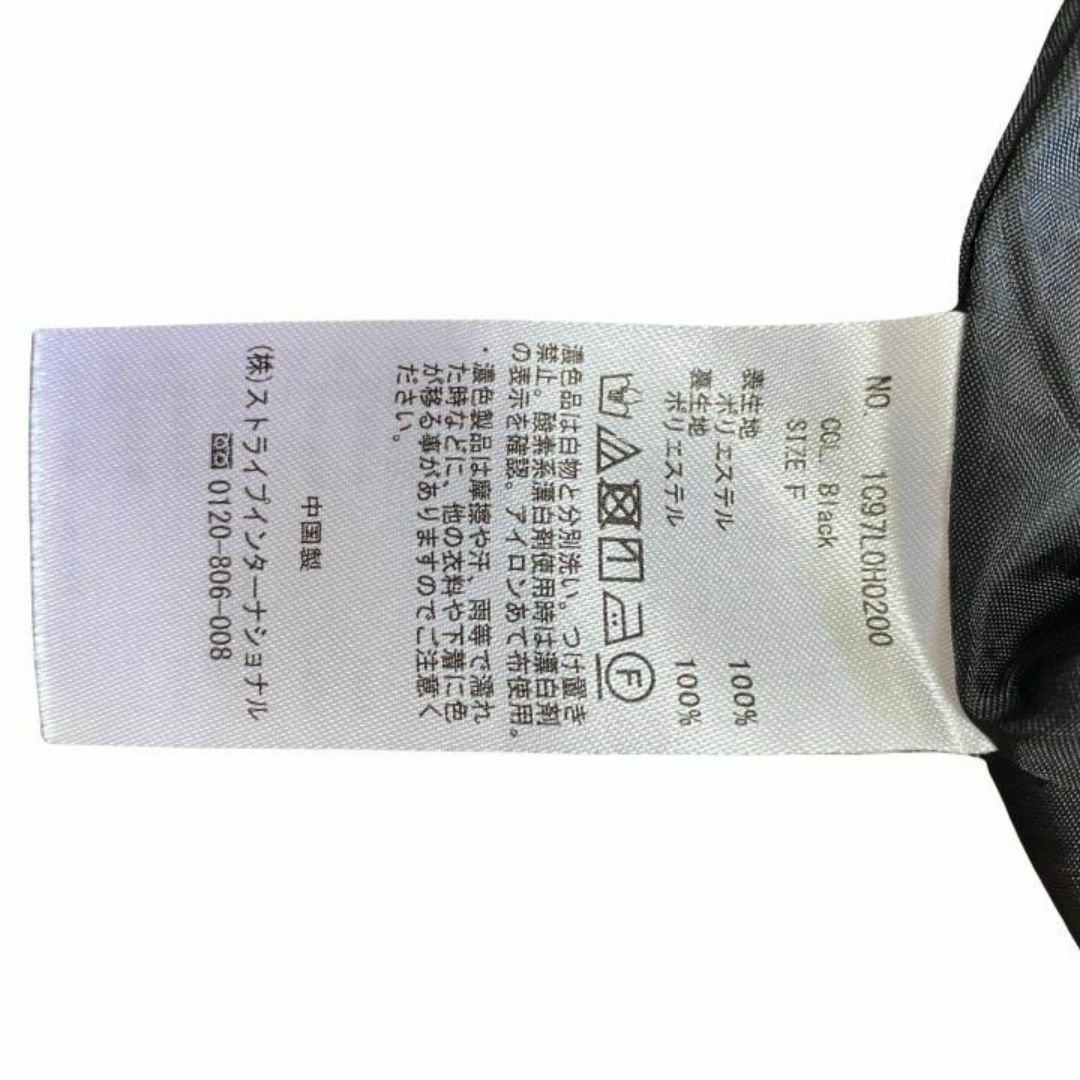 NO 1C97L0H0200
COL. Black
SIZE F
表生地
ポリエステル 100%
裏生地
ポリエステル 100%
F
濃色品は白物と分別洗い。つけ置き
禁止。酸素系漂白剤使用時は漂白剤
の表示を確認。アイロンあて布使用。
・濃色製品は摩擦や汗、雨等で濡れ
た時などに、他の衣料や下着に色
が移る事がありますのでご注意く
ださい。
中国製
(株)ストライプインターナショナル
0120-806-008